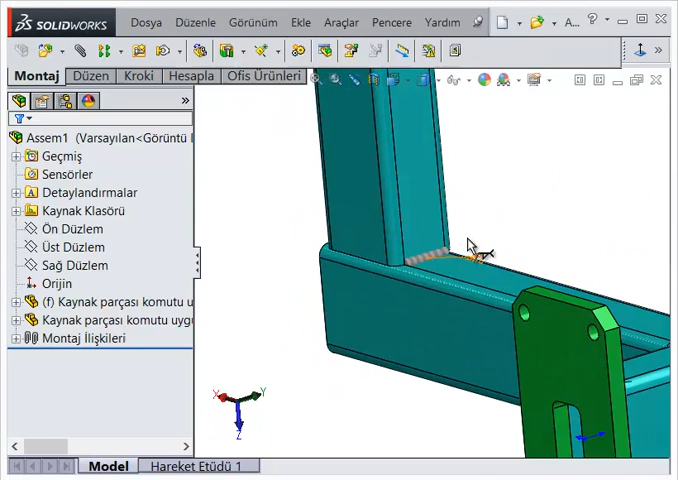 SOLIDWORKS Dosya Düzenle Görünüm Ekle Araçlar Pencere Yardım A... ?
Montaj Düzen Kroki Hesapla Ofis Ürünleri
Assem1 (Varsayılan<Görüntü
Geçmiş
Sensörler
Detaylandırmalar
Kaynak Klasörü
Ön Düzlem
Üst Düzlem
Sağ Düzlem
Orijin
(f) Kaynak parçası komutu u
Kaynak parçası komutu uygu
Montaj İlişkileri
X Y
Z
Model Hareket Etüdü 1